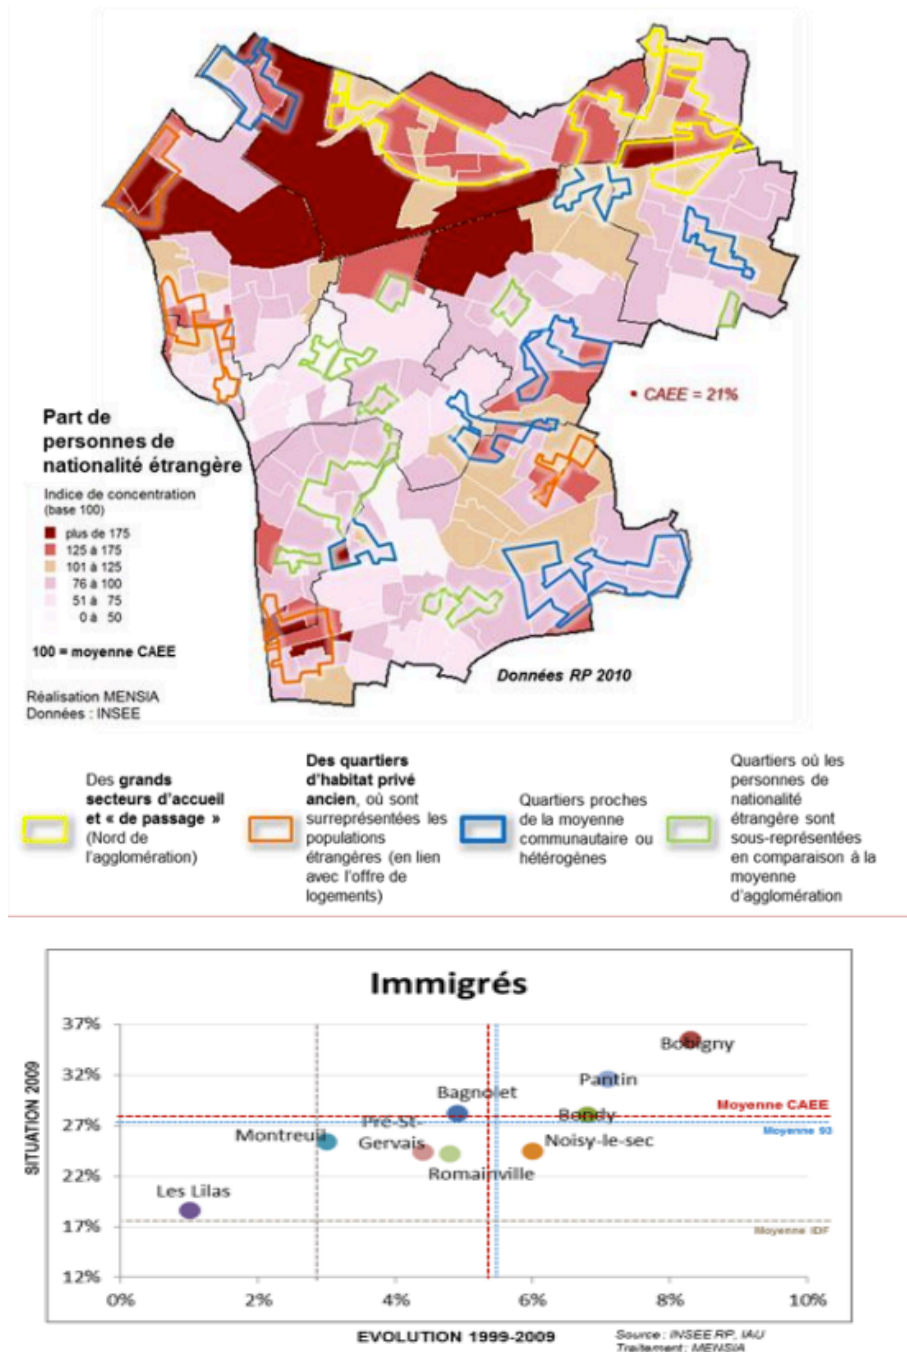 • CAEE = 21%
Part de
personnes de
nationalité étrangère
Indice de concentration
(base 100)
plus de 175
125 à 175
101 à 125
76 à 100
51 à 75
0 à 50
100 = moyenne CAEE
Données RP 2010
Réalisation MENSIA
Données : INSEE
Des grands
secteurs d'accueil
et « de passage »
(Nord de
l'agglomération)
Des quartiers
d'habitat privé
ancien, où sont
surreprésentées les
populations
étrangères (en lien
avec l'offre de
logements)
Quartiers proches
de la moyenne
communautaire ou
hétérogènes
Quartiers où les
personnes de
nationalité
étrangère sont
sous-représentées
en comparaison à la
moyenne
d'agglomération
Immigrés
SITUATION 2009
37%
32%
27%
22%
17%
12%
Bobigny
Pantin
Bagnolet
Bondy
Moyenne CAEE
Moyenne 93
Montreuil
Pré-St-
Gervais
Noisy-le-sec
Romainville
Les Lilas
Moyenne IDF
0%
2%
4%
6%
8%
10%
EVOLUTION 1999-2009
Source : INSEE RP, IAU
Traitement : MENSIA